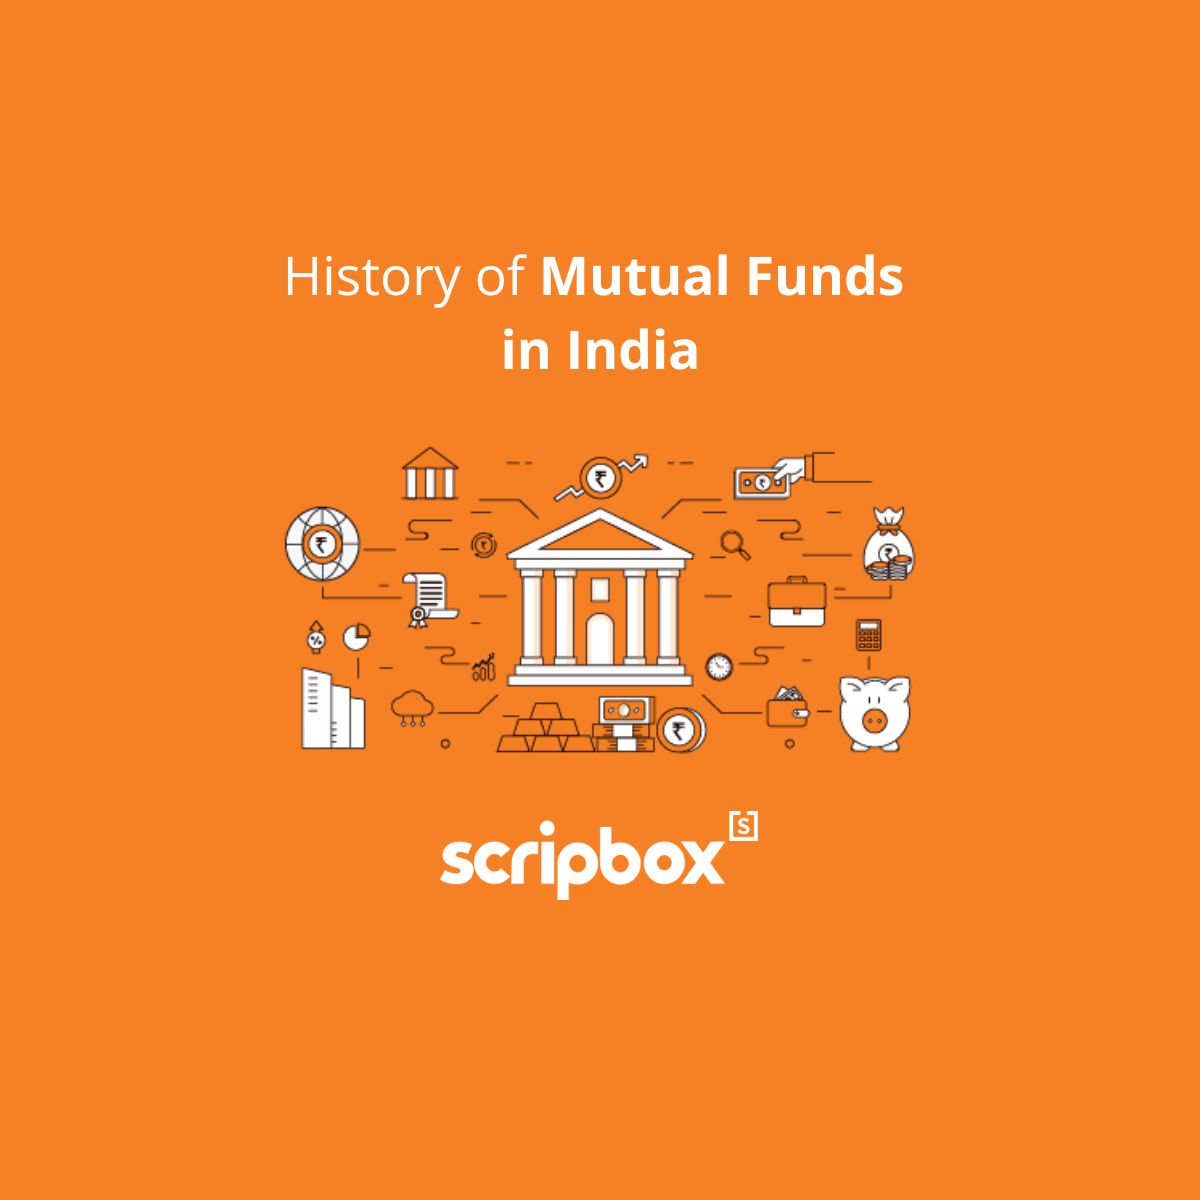 History of Mutual Funds
in India
₹
₹
₹
₹
₹
%
₹
scripbox [s]